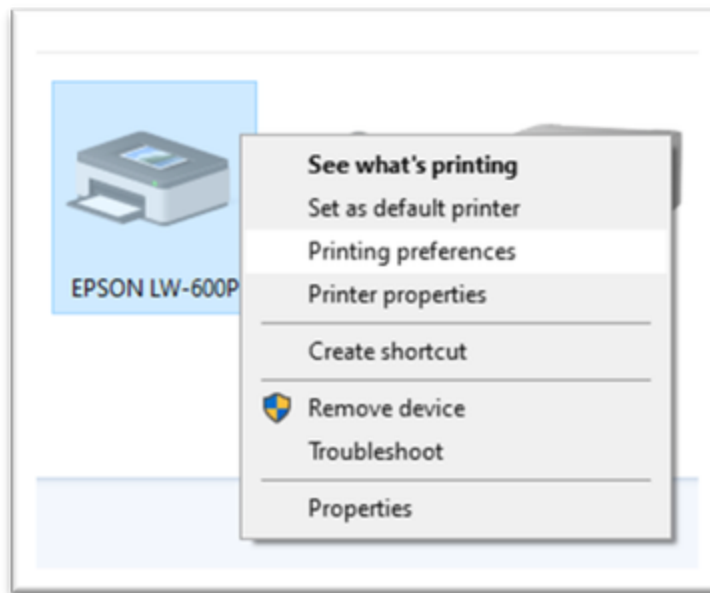 EPSON LW-600P
See what's printing
Set as default printer
Printing preferences
Printer properties
Create shortcut
Remove device
Troubleshoot
Properties